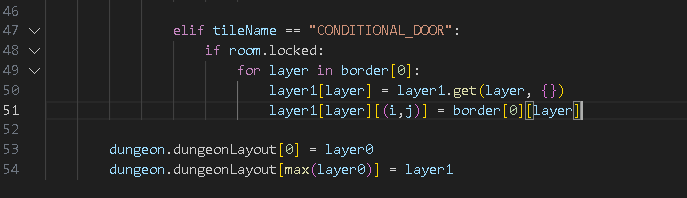 46
47 elif tileName == "CONDITIONAL_DOOR":
48 if room.locked:
49 for layer in border[0]:
50 layer1[layer] = layer1.get(layer, {})
51 layer1[layer][(i,j)] = border[0][layer]
52
53 dungeon.dungeonLayout[0] = layer0
54 dungeon.dungeonLayout[max(layer0)] = layer1